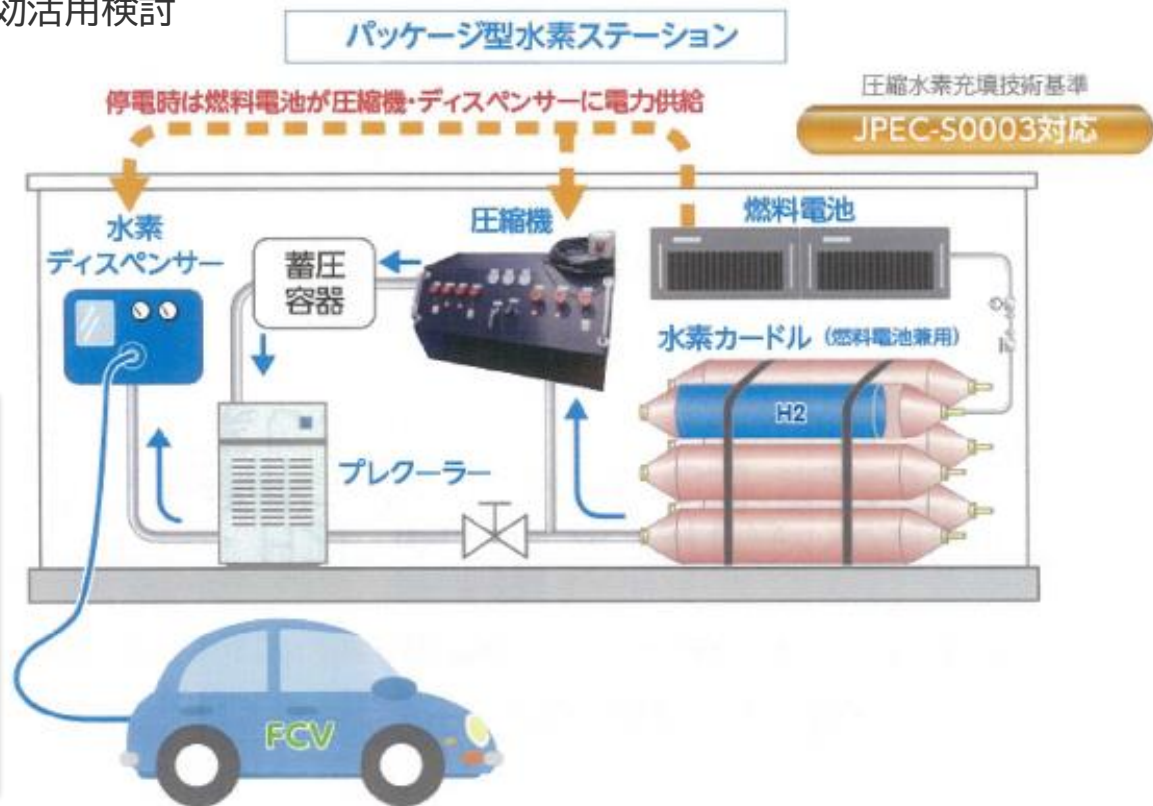 効活用検討
パッケージ型水素ステーション
停電時は燃料電池が圧縮機・ディスペンサーに電力供給
圧縮水素充填技術基準
JPEC-S0003対応
水素
ディスペンサー
蓄圧
容器
圧縮機
燃料電池
水素カードル (燃料電池兼用)
H2
プレクーラー
FCV